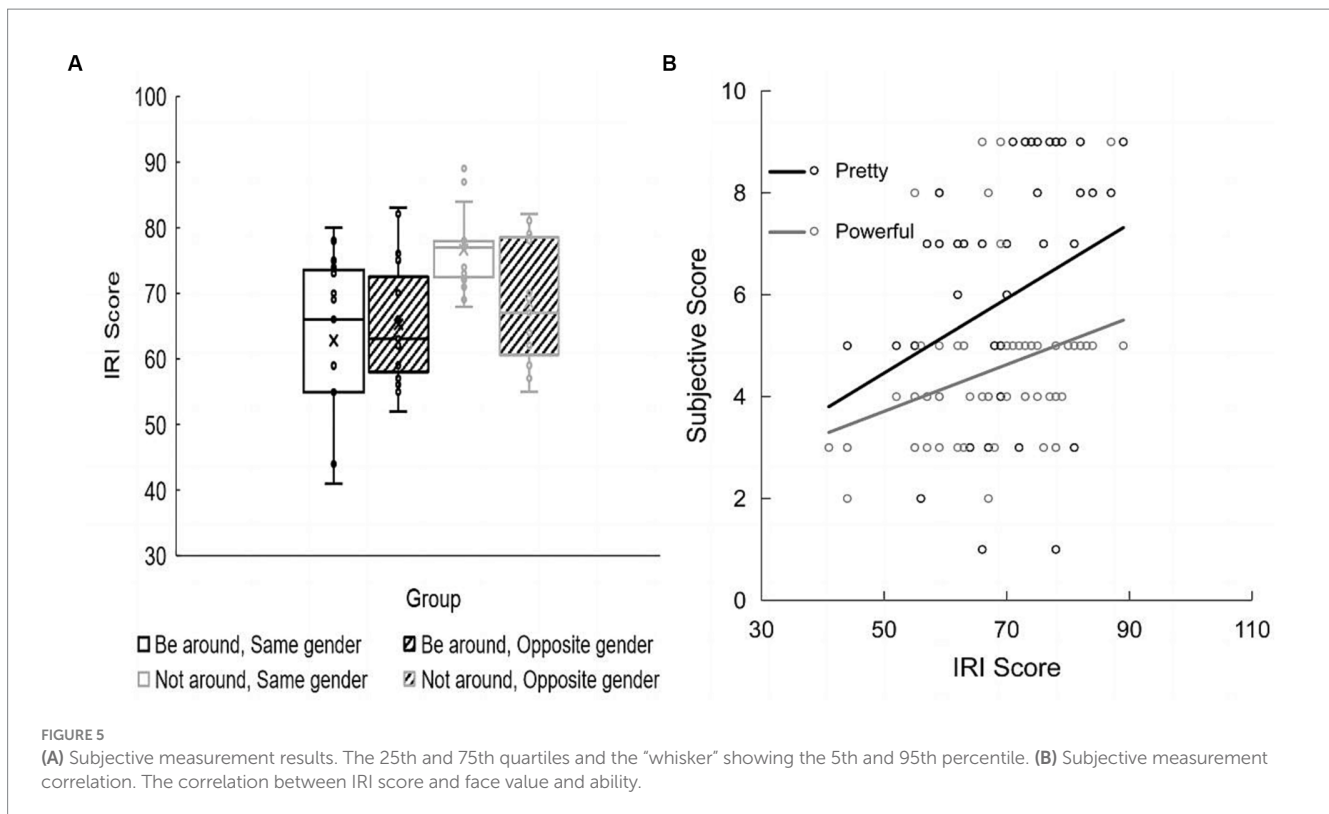 A
100
90
80
70
60
50
40
30
IRI Score
Group
Be around, Same gender
Be around, Opposite gender
Not around, Same gender
Not around, Opposite gender
B
10
8
6
4
2
0
Subjective Score
Pretty
Powerful
30 50 70 90 110
IRI Score
FIGURE 5
(A) Subjective measurement results. The 25th and 75th quartiles and the "whisker" showing the 5th and 95th percentile. (B) Subjective measurement
correlation. The correlation between IRI score and face value and ability.